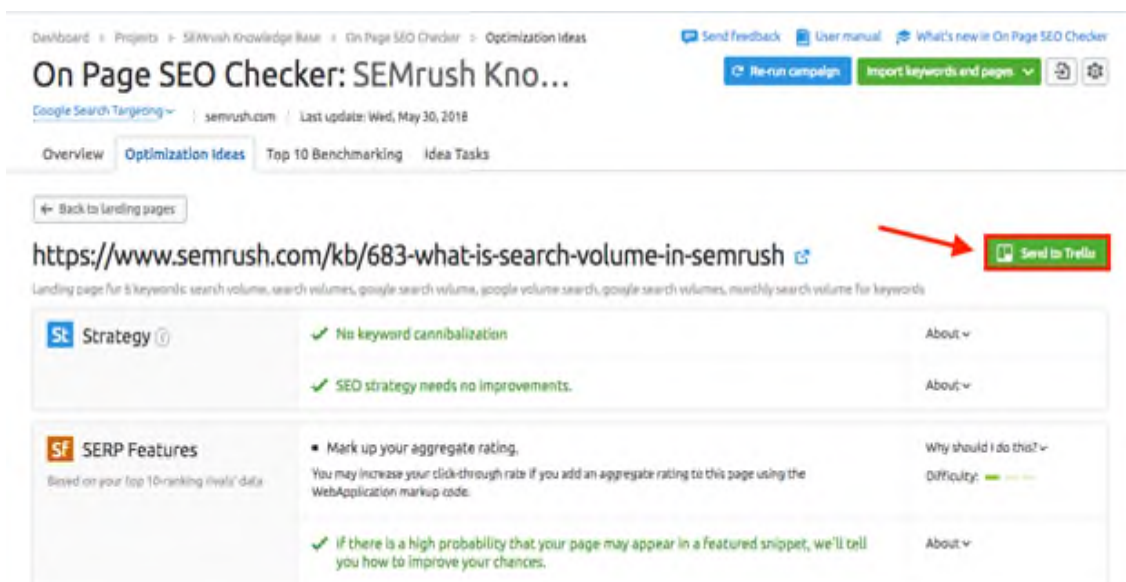 Dashboard > Projects > SEMrush Knowledge Base > On Page SEO Checker > Optimization Ideas
Send feedback User manual What's new in On Page SEO Checker
On Page SEO Checker: SEMrush Kno...
Re-run campaign Import keywords and pages
Google Search Targeting semrush.com Last update: Wed, May 30, 2018
Overview Optimization Ideas Top 10 Benchmarking Idea Tasks
← Back to landing pages
https://www.semrush.com/kb/683-what-is-search-volume-in-semrush
Send to Trello
Landing page for 6 keywords: search volume, search volumes, google search volume, google volume search, google search volumes, monthly search volume for keywords
St Strategy i
✓ No keyword cannibalization About
✓ SEO strategy needs no improvements. About
Sf SERP Features
Based on your top 10-ranking rivals' data
▪ Mark up your aggregate rating. Why should I do this?
You may increase your click-through rate if you add an aggregate rating to this page using the
WebApplication markup code.
Difficulty:
✓ If there is a high probability that your page may appear in a featured snippet, we'll tell
you how to improve your chances.
About